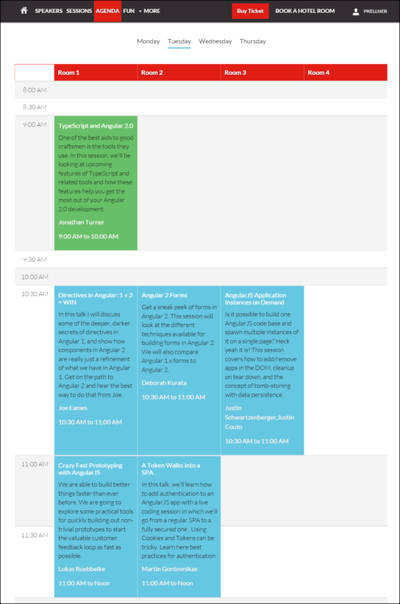 SPEAKERS SESSIONS AGENDA FUN + MORE Buy Ticket BOOK A HOTEL ROOM PKELLNER
Monday Tuesday Wednesday Thursday
Room 1 Room 2 Room 3 Room 4
8:00 AM
8:30 AM
9:00 AM
TypeScript and Angular 2.0
One of the best aids to good
craftsmen is the tools they
use. In this session, we'll be
looking at upcoming
features of TypeScript and
related tools and how these
features help you get the
most out of your Angular
2.0 development.
Jonathan Turner
9:00 AM to 10:00 AM
9:30 AM
10:00 AM
10:30 AM
Directives in Angular: 1 + 2
= WIN
In this talk I will discuss
some of the deeper, darker
secrets of directives in
Angular 1, and show how
components in Angular 2
are really just a refinement
of what we have in Angular
1. Get on the path to
Angular 2 and hear the best
way to do that from Joe.
Joe Eames
10:30 AM to 11:00 AM
Angular 2 Forms
Get a sneak peek of forms in
Angular 2. This session will
look at the different
techniques available for
building forms in Angular 2.
We will also compare
Angular 1.x forms to
Angular 2.
Deborah Kurata
10:30 AM to 11:00 AM
AngularJS Application
Instances on Demand
Is it possible to build one
AngularJS code base and
spawn multiple instances of
it on a single page? Heck
yeah it is! This session
covers how to add/remove
apps in the DOM, cleanup
on tear down, and the
concept of tomb-stoning
with data persistence.
Justin
Schwartzenberger,Justin
Couto
10:30 AM to 11:00 AM
11:00 AM
Crazy Fast Prototyping
with AngularJS
We are able to build better
things faster than ever
before. We are going to
explore some practical tools
for quickly building out non-
trivial prototypes to start
the valuable customer
feedback loop as fast as
possible.
Lukas Ruebbelke
11:00 AM to Noon
A Token Walks into a
SPA...
In this talk, we'll learn how
to add authentication to an
AngularJS app with a live
coding session in which we'll
go from a regular SPA to a
fully secured one. Using
Cookies and Tokens can be
tricky. Learn here best
practices for authentication.
Martin Gontovnikas
11:00 AM to Noon
11:30 AM